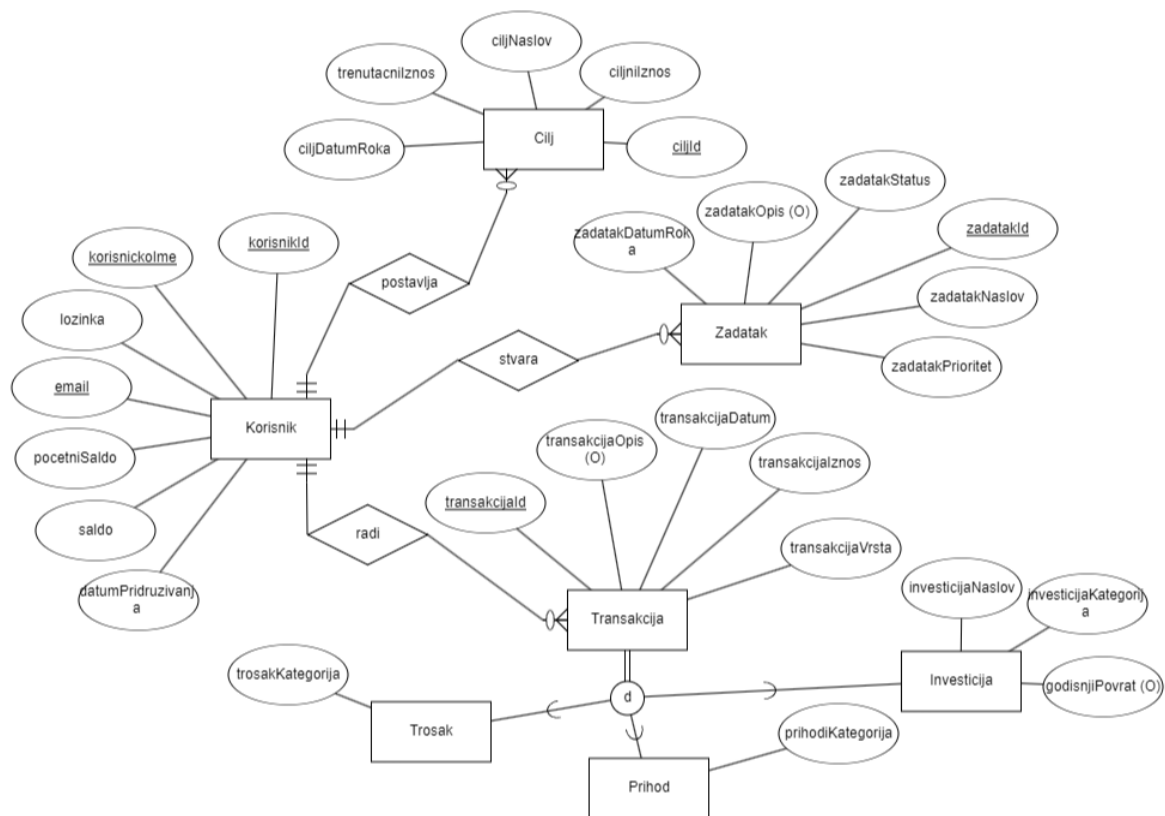 ciljNaslov
trenutacniIznos
ciljniIznos
ciljDatumRoka
Cilj
ciljId
zadatakStatus
zadatakOpis (O)
zadatakDatumRok
a
zadatakId
korisnikId
korisnickoIme
postavlja
zadatakNaslov
lozinka
Zadatak
stvara
zadatakPrioritet
email
Korisnik
transakcijaDatum
transakcijaOpis
(O)
pocetniSaldo
transakcijaIznos
transakcijaId
saldo
radi
transakcijaVrsta
datumPridruzivanj
a
investicijaNaslov
investicijaKategorij
a
Transakcija
trosakKategorija
Investicija
godisnjiPovrat (O)
d
Trosak
prihodiKategorija
Prihod